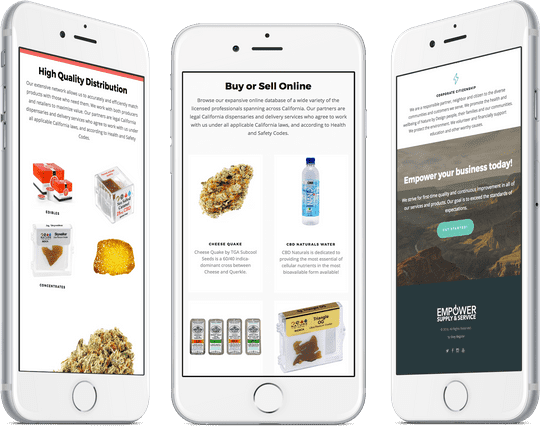 High Quality Distribution
Our extensive network allows us to accurately and efficiently match
products with those who need them. We work with both producers
and retailers to maximize value. Our partners are legal California
dispensaries and delivery services who agree to work with us under
all applicable California laws, and according to Health and Safety
Codes.
EDIBLES
CONCENTRATES
Buy or Sell Online
Browse our expansive online database of a wide variety of the
licensed professionals spanning across California. Our partners are
legal California dispensaries and delivery services who agree to work
with us under all applicable California laws, and according to Health
and Safety Codes.
CHEESE QUAKE
Cheese Quake by TGA Subcool
Seeds is a 60/40 indica-
dominant cross between
Cheese and Querkle.
CBD NATURALS WATER
CBD Naturals is dedicated to
providing the most essential of
cellular nutrients in the most
bioavailable form available!
Triangle
OG
CORPORATE CITIZENSHIP
We are a responsible partner, neighbor and citizen to the diverse
communities and customers we serve. We promote the health and
wellbeing of Nature by Design people, their families and our communities.
We protect the environment. We volunteer and financially support
education and other worthy causes.
Empower your business today!
We strive for first-time quality and continuous improvement in all of
our services and products. Our goal is to exceed the standards of
expectations.
GET STARTED
EMPOWER
SUPPLY & SERVICE